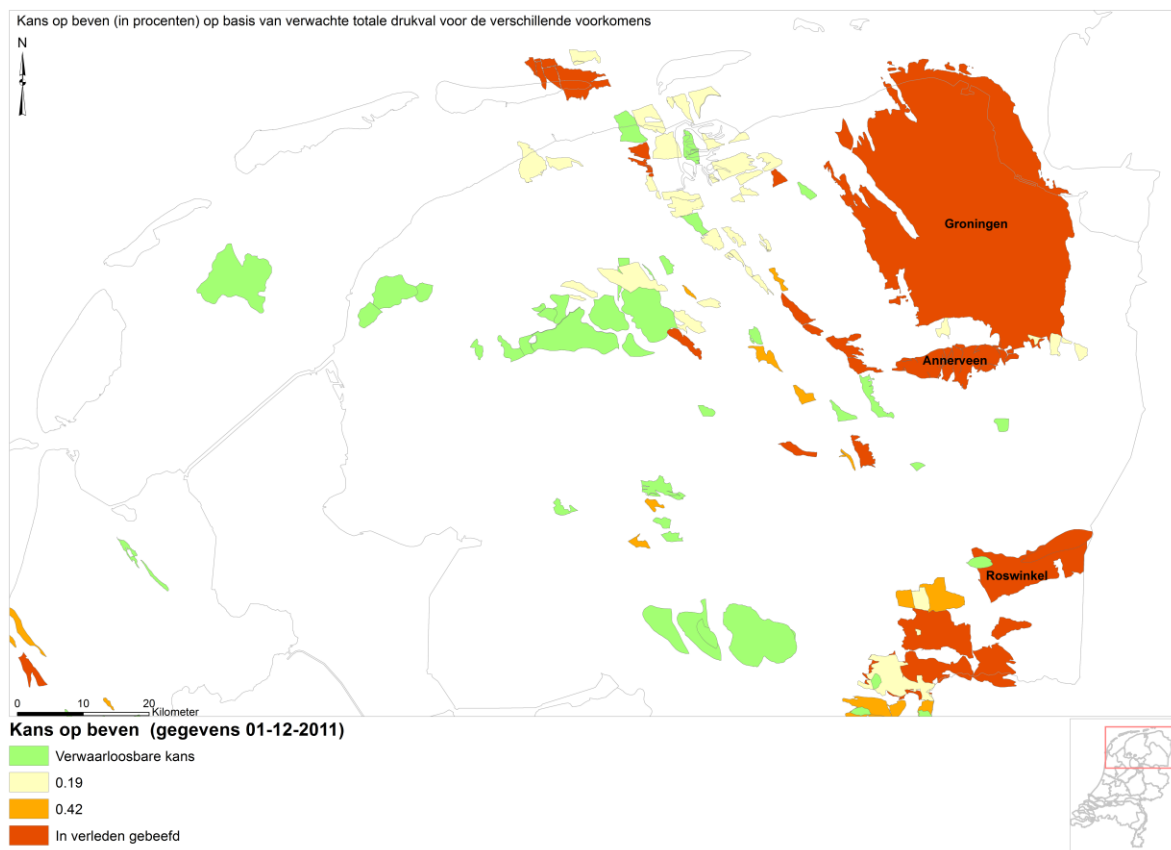 Kans op beven (in procenten) op basis van verwachte totale drukval voor de verschillende voorkomens
N
Groningen
Annerveen
Roswinkel
0 10 20
Kilometer
Kans op beven (gegevens 01-12-2011)
Verwaarloosbare kans
0.19
0.42
In verleden gebeefd